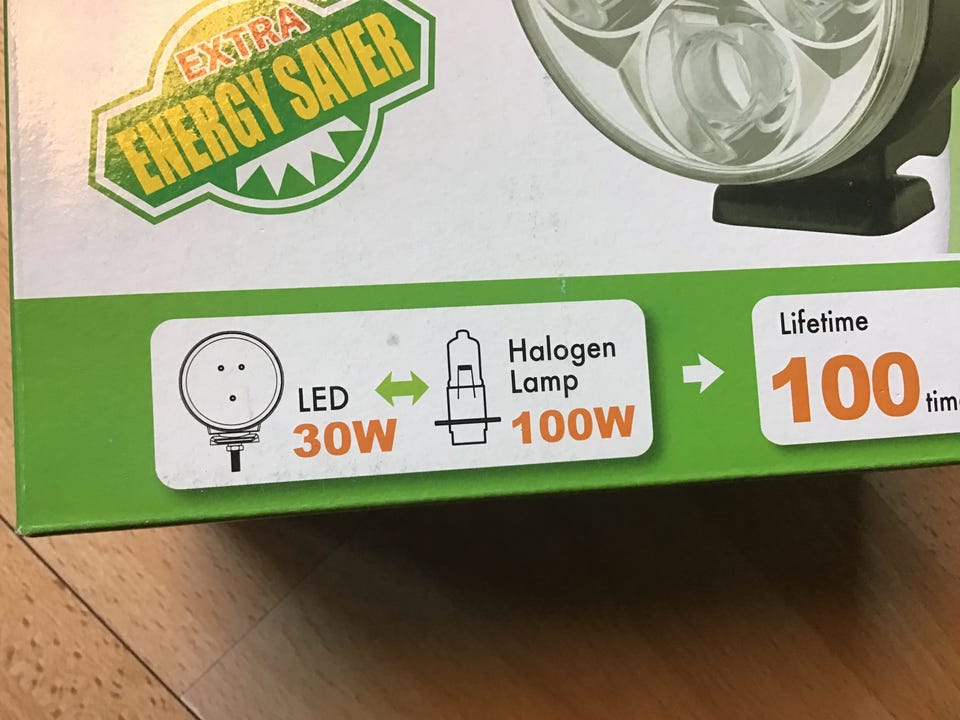 EXTRA
ENERGY SAVER
LED
30W
Halogen
Lamp
100W
Lifetime
100